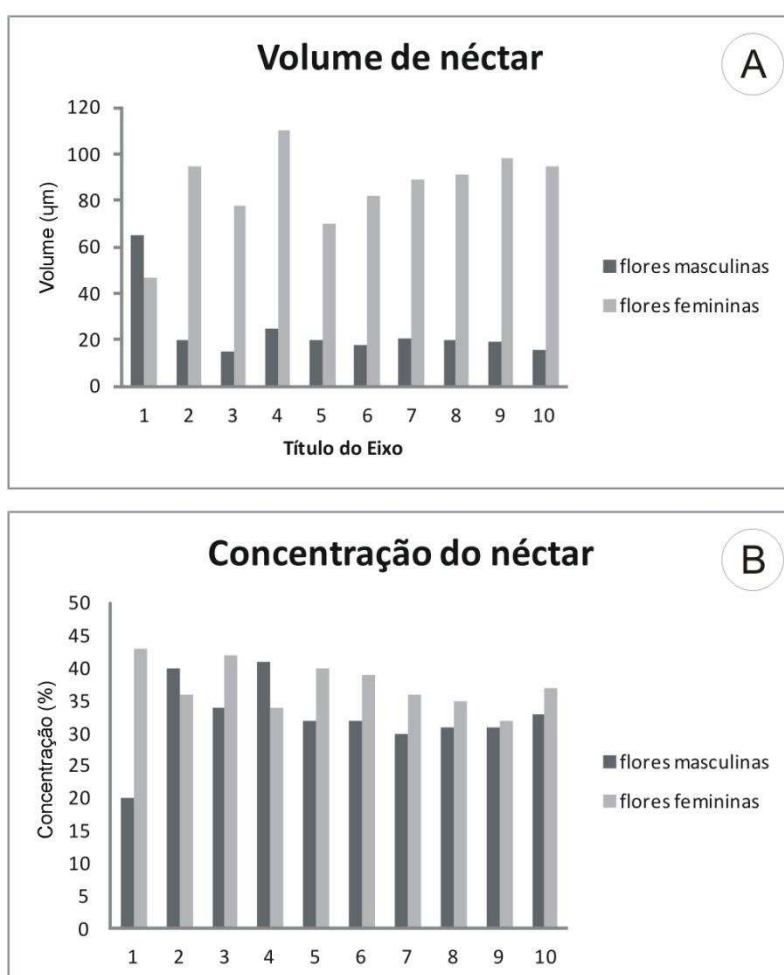 Volume de néctar
A
Volume (ɥm)
120
100
80
60
40
20
0
1 2 3 4 5 6 7 8 9 10
Título do Eixo
flores masculinas
flores femininas
Concentração do néctar
B
Concentração (%)
50
45
40
35
30
25
20
15
10
5
0
1 2 3 4 5 6 7 8 9 10
flores masculinas
flores femininas